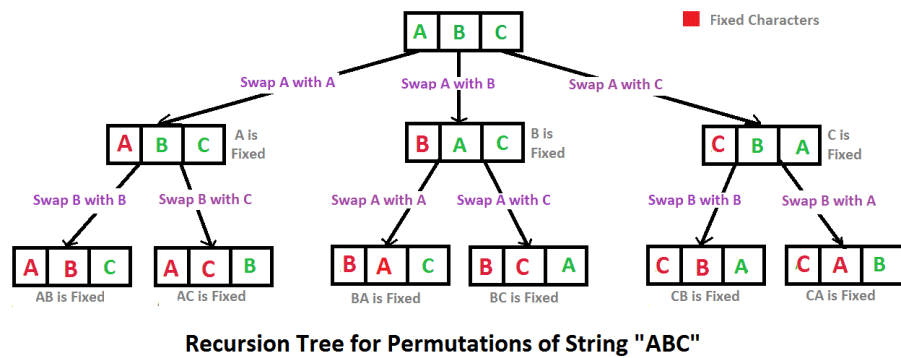 A B C
Fixed Characters
Swap A with A
Swap A with B
Swap A with C
A B C
A is
Fixed
B A C
B is
Fixed
C B A
C is
Fixed
Swap B with B
Swap B with C
Swap A with A
Swap A with C
Swap B with B
Swap B with A
A B C
A C B
B A C
B C A
C B A
C A B
AB is Fixed
AC is Fixed
BA is Fixed
BC is Fixed
CB is Fixed
CA is Fixed
Recursion Tree for Permutations of String "ABC"